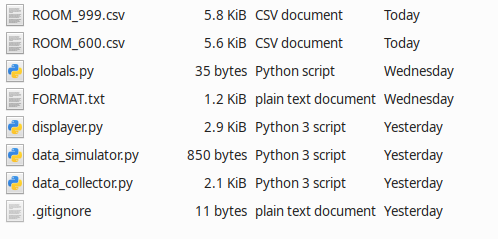 ROOM_999.csv 5.8 KiB CSV document Today
ROOM_600.csv 5.6 KiB CSV document Today
globals.py 35 bytes Python script Wednesday
FORMAT.txt 1.2 KiB plain text document Wednesday
displayer.py 2.9 KiB Python 3 script Yesterday
data_simulator.py 850 bytes Python 3 script Yesterday
data_collector.py 2.1 KiB Python 3 script Yesterday
.gitignore 11 bytes plain text document Yesterday